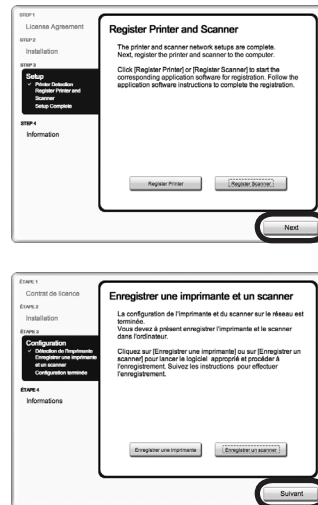 STEP 1
License Agreement
STEP 2
Installation
STEP 3
Setup
✓ Printer Detection
Register Printer and
Scanner
Setup Complete
STEP 4
Information
Register Printer and Scanner
The printer and scanner network setups are complete.
Next, register the printer and scanner to the computer.
Click [Register Printer] or [Register Scanner] to start the
corresponding application software for registration. Follow the
application software instructions to complete the registration.
Register Printer
Register Scanner
Next
ÉTAPE 1
Contrat de licence
ÉTAPE 2
Installation
ÉTAPE 3
Configuration
✓ Détection de l'imprimante
Enregistrer une imprimante
et un scanner
Configuration terminée
ÉTAPE 4
Informations
Enregistrer une imprimante et un scanner
La configuration de l'imprimante et du scanner sur le réseau est
terminée.
Vous devez à présent enregistrer l'imprimante et le scanner
dans l'ordinateur.
Cliquez sur [Enregistrer une imprimante] ou sur [Enregistrer un
scanner] pour lancer le logiciel approprié et procéder à
l'enregistrement. Suivez les instructions pour effectuer
l'enregistrement.
Enregistrer une imprimante
Enregistrer un scanner
Suivant